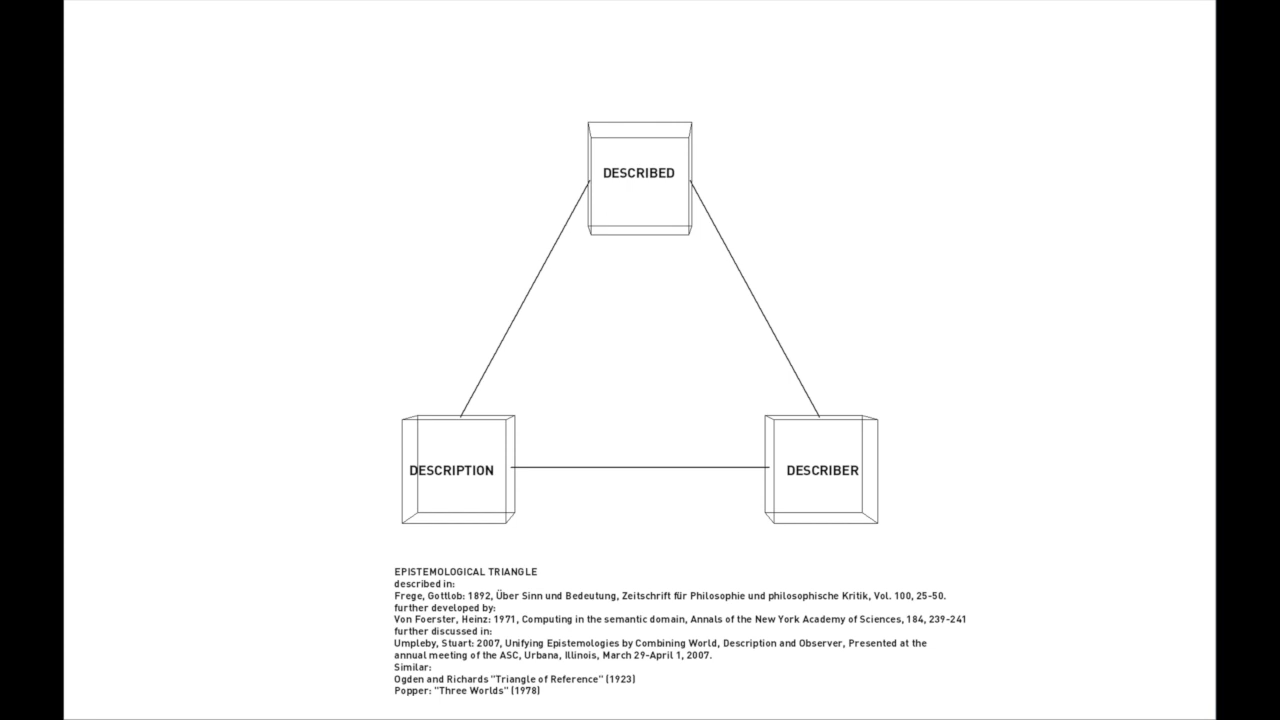 DESCRIBED
DESCRIPTION
DESCRIBER
EPISTEMOLOGICAL TRIANGLE
described in:
Frege, Gottlob: 1892, Über Sinn und Bedeutung, Zeitschrift für Philosophie und philosophische Kritik, Vol. 100, 25-50.
further developed by:
Von Foerster, Heinz: 1971, Computing in the semantic domain, Annals of the New York Academy of Sciences, 184, 239-241
further discussed in:
Umpleby, Stuart: 2007, Unifying Epistemologies by Combining World, Description and Observer, Presented at the
annual meeting of the ASC, Urbana, Illinois, March 29-April 1, 2007.
Similar:
Ogden and Richards "Triangle of Reference" (1923)
Popper: "Three Worlds" (1978)